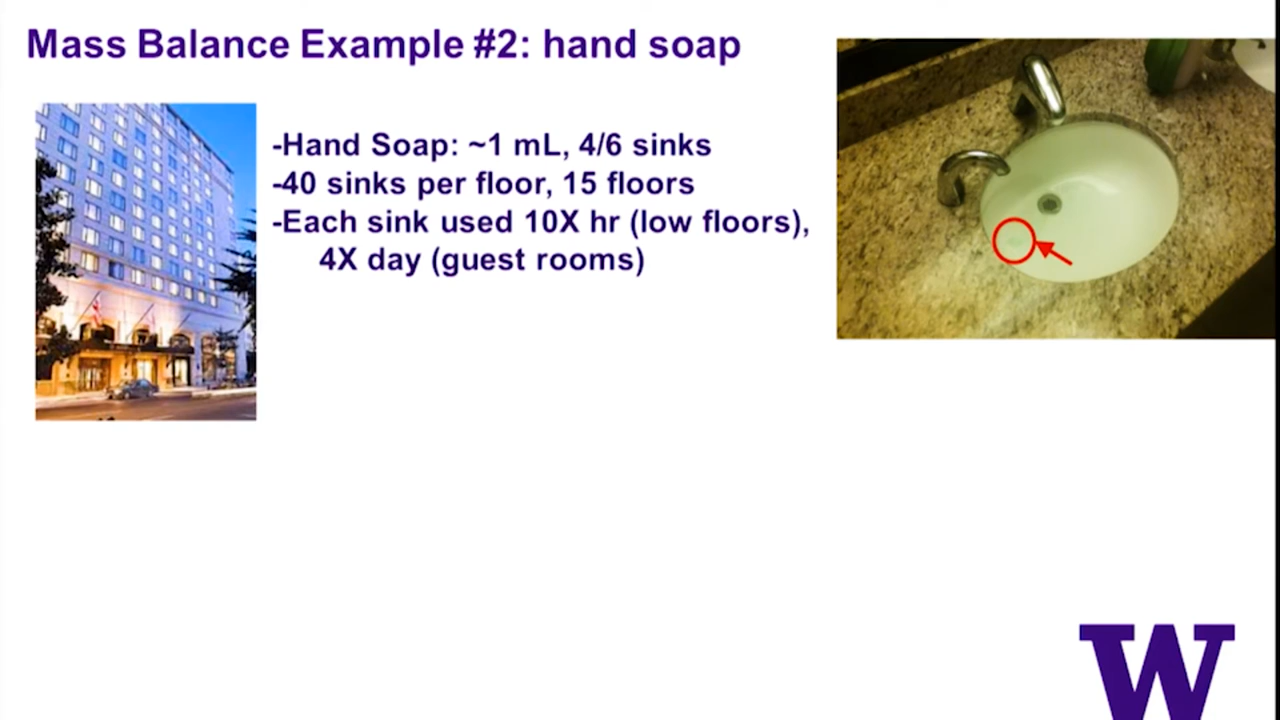 Mass Balance Example #2: hand soap
-Hand Soap: ~1 mL, 4/6 sinks
-40 sinks per floor, 15 floors
-Each sink used 10X hr (low floors),
4X day (guest rooms)
W